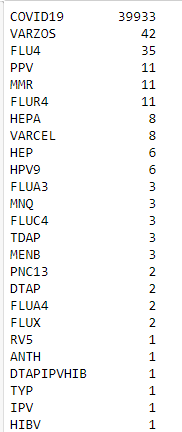 COVID19 39933
VARZOS 42
FLU4 35
PPV 11
MMR 11
FLUR4 11
HEPA 8
VARCEL 8
HEP 6
HPV9 6
FLUA3 3
MNQ 3
FLUC4 3
TDAP 3
MENB 3
PNC13 2
DTAP 2
FLUA4 2
FLUX 2
RV5 1
ANTH 1
DTAPIPVHIB 1
TYP 1
IPV 1
HIBV 1